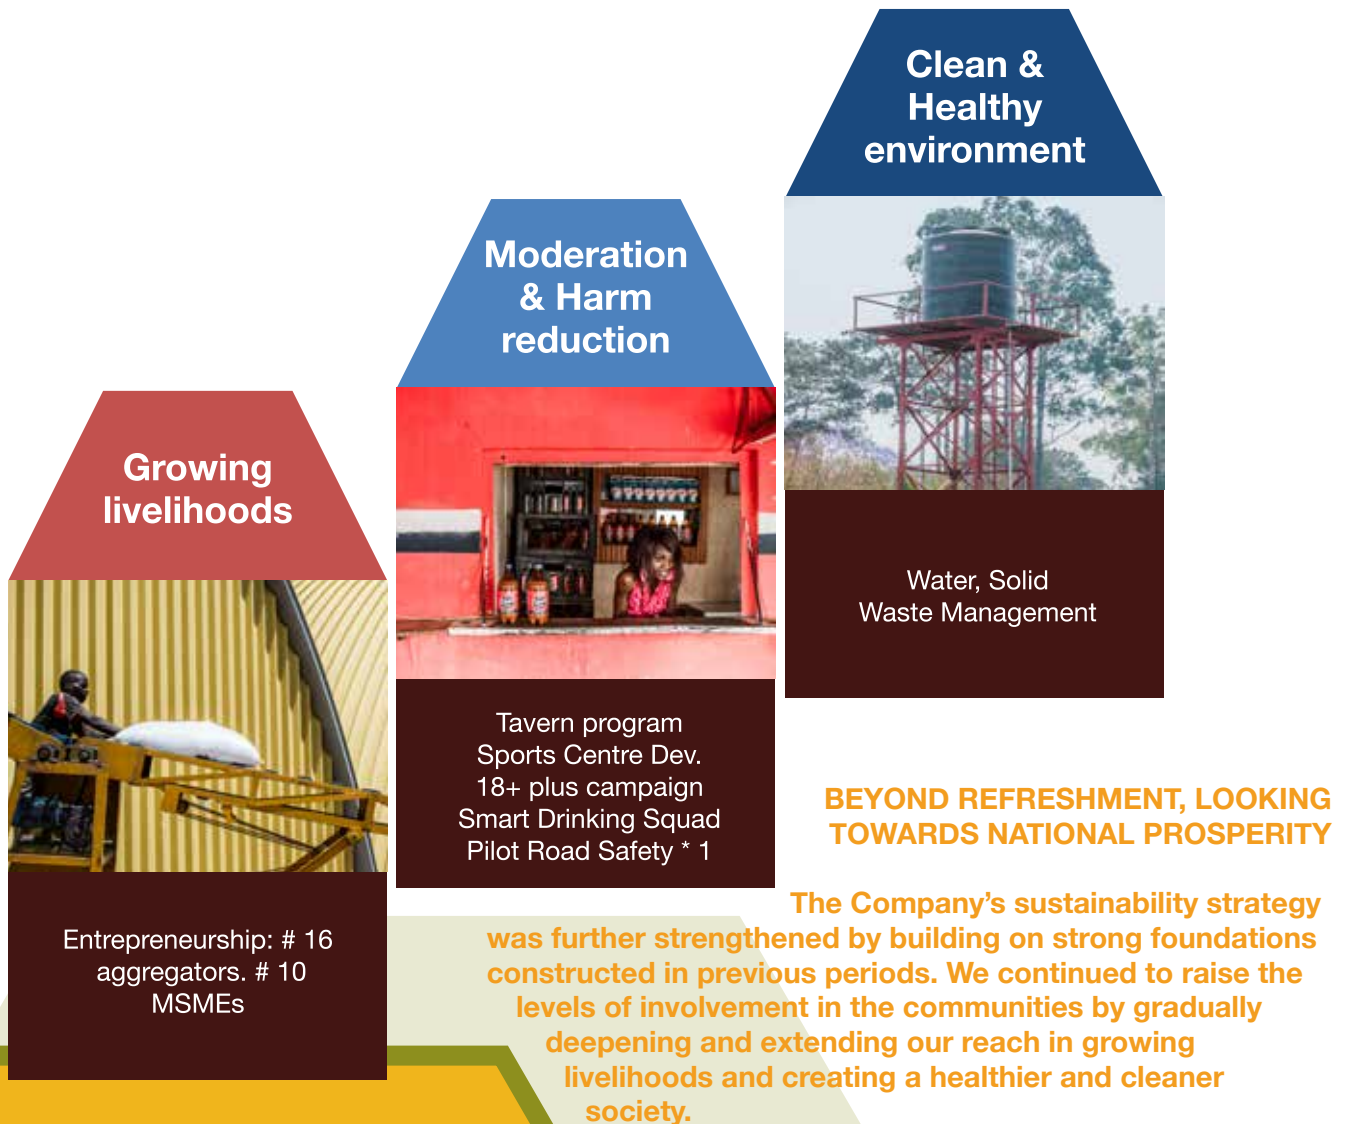 Clean &
Healthy
environment
Moderation
& Harm
reduction
Growing
livelihoods
Water, Solid
Waste Management
Tavern program
Sports Centre Dev.
18+ plus campaign
Smart Drinking Squad
Pilot Road Safety * 1
Entrepreneurship: # 16
aggregators. # 10
MSMEs
BEYOND REFRESHMENT, LOOKING
TOWARDS NATIONAL PROSPERITY
The Company’s sustainability strategy
was further strengthened by building on strong foundations
constructed in previous periods. We continued to raise the
levels of involvement in the communities by gradually
deepening and extending our reach in growing
livelihoods and creating a healthier and cleaner
society.